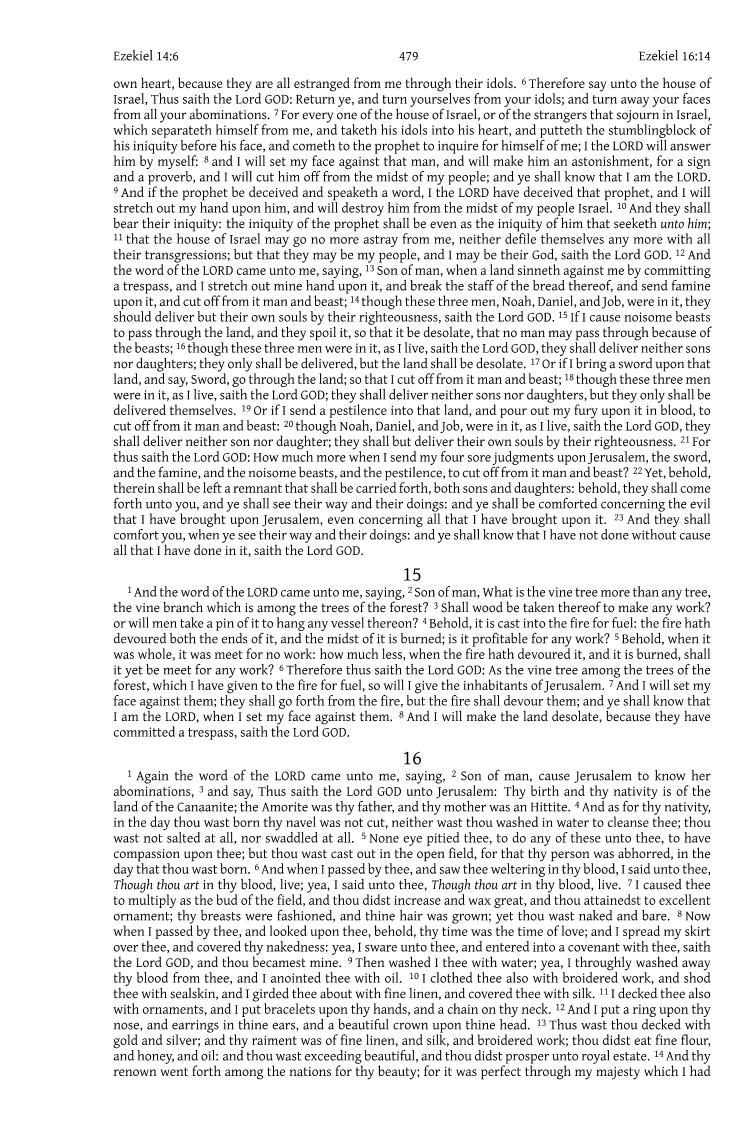 Ezekiel 14:6 479 Ezekiel 16:14
own heart, because they are all estranged from me through their idols. 6 Therefore say unto the house of
Israel, Thus saith the Lord GOD: Return ye, and turn yourselves from your idols; and turn away your faces
from all your abominations. 7 For every one of the house of Israel, or of the strangers that sojourn in Israel,
which separateth himself from me, and taketh his idols into his heart, and putteth the stumblingblock of
his iniquity before his face, and cometh to the prophet to inquire for himself of me; I the LORD will answer
him by myself: 8 and I will set my face against that man, and will make him an astonishment, for a sign
and a proverb, and I will cut him off from the midst of my people; and ye shall know that I am the LORD.
9 And if the prophet be deceived and speaketh a word, I the LORD have deceived that prophet, and I will
stretch out my hand upon him, and will destroy him from the midst of my people Israel. 10 And they shall
bear their iniquity: the iniquity of the prophet shall be even as the iniquity of him that seeketh unto him;
11 that the house of Israel may go no more astray from me, neither defile themselves any more with all
their transgressions; but that they may be my people, and I may be their God, saith the Lord GOD. 12 And
the word of the LORD came unto me, saying, 13 Son of man, when a land sinneth against me by committing
a trespass, and I stretch out mine hand upon it, and break the staff of the bread thereof, and send famine
upon it, and cut off from it man and beast; 14 though these three men, Noah, Daniel, and Job, were in it, they
should deliver but their own souls by their righteousness, saith the Lord GOD. 15 If I cause noisome beasts
to pass through the land, and they spoil it, so that it be desolate, that no man may pass through because of
the beasts; 16 though these three men were in it, as I live, saith the Lord GOD, they shall deliver neither sons
nor daughters; they only shall be delivered, but the land shall be desolate. 17 Or if I bring a sword upon that
land, and say, Sword, go through the land; so that I cut off from it man and beast; 18 though these three men
were in it, as I live, saith the Lord GOD; they shall deliver neither sons nor daughters, but they only shall be
delivered themselves. 19 Or if I send a pestilence into that land, and pour out my fury upon it in blood, to
cut off from it man and beast: 20 though Noah, Daniel, and Job, were in it, as I live, saith the Lord GOD, they
shall deliver neither son nor daughter; they shall but deliver their own souls by their righteousness. 21 For
thus saith the Lord GOD: How much more when I send my four sore judgments upon Jerusalem, the sword,
and the famine, and the noisome beasts, and the pestilence, to cut off from it man and beast? 22 Yet, behold,
therein shall be left a remnant that shall be carried forth, both sons and daughters: behold, they shall come
forth unto you, and ye shall see their way and their doings: and ye shall be comforted concerning the evil
that I have brought upon Jerusalem, even concerning all that I have brought upon it. 23 And they shall
comfort you, when ye see their way and their doings: and ye shall know that I have not done without cause
all that I have done in it, saith the Lord GOD.
15
1 And the word of the LORD came unto me, saying, 2 Son of man, What is the vine tree more than any tree,
the vine branch which is among the trees of the forest? 3 Shall wood be taken thereof to make any work?
or will men take a pin of it to hang any vessel thereon? 4 Behold, it is cast into the fire for fuel: the fire hath
devoured both the ends of it, and the midst of it is burned; is it profitable for any work? 5 Behold, when it
was whole, it was meet for no work: how much less, when the fire hath devoured it, and it is burned, shall
it yet be meet for any work? 6 Therefore thus saith the Lord GOD: As the vine tree among the trees of the
forest, which I have given to the fire for fuel, so will I give the inhabitants of Jerusalem. 7 And I will set my
face against them; they shall go forth from the fire, but the fire shall devour them; and ye shall know that
I am the LORD, when I set my face against them. 8 And I will make the land desolate, because they have
committed a trespass, saith the Lord GOD.
16
1 Again the word of the LORD came unto me, saying, 2 Son of man, cause Jerusalem to know her
abominations, 3 and say, Thus saith the Lord GOD unto Jerusalem: Thy birth and thy nativity is of the
land of the Canaanite; the Amorite was thy father, and thy mother was an Hittite. 4 And as for thy nativity,
in the day thou wast born thy navel was not cut, neither wast thou washed in water to cleanse thee; thou
wast not salted at all, nor swaddled at all. 5 None eye pitied thee, to do any of these unto thee, to have
compassion upon thee; but thou wast cast out in the open field, for that thy person was abhorred, in the
day that thou wast born. 6 And when I passed by thee, and saw thee weltering in thy blood, I said unto thee,
Though thou art in thy blood, live; yea, I said unto thee, Though thou art in thy blood, live. 7 I caused thee
to multiply as the bud of the field, and thou didst increase and wax great, and thou attainedst to excellent
ornament; thy breasts were fashioned, and thine hair was grown; yet thou wast naked and bare. 8 Now
when I passed by thee, and looked upon thee, behold, thy time was the time of love; and I spread my skirt
over thee, and covered thy nakedness: yea, I sware unto thee, and entered into a covenant with thee, saith
the Lord GOD, and thou becamest mine. 9 Then washed I thee with water; yea, I throughly washed away
thy blood from thee, and I anointed thee with oil. 10 I clothed thee also with broidered work, and shod
thee with sealskin, and I girded thee about with fine linen, and covered thee with silk. 11 I decked thee also
with ornaments, and I put bracelets upon thy hands, and a chain on thy neck. 12 And I put a ring upon thy
nose, and earrings in thine ears, and a beautiful crown upon thine head. 13 Thus wast thou decked with
gold and silver; and thy raiment was of fine linen, and silk, and broidered work; thou didst eat fine flour,
and honey, and oil: and thou wast exceeding beautiful, and thou didst prosper unto royal estate. 14 And thy
renown went forth among the nations for thy beauty; for it was perfect through my majesty which I had